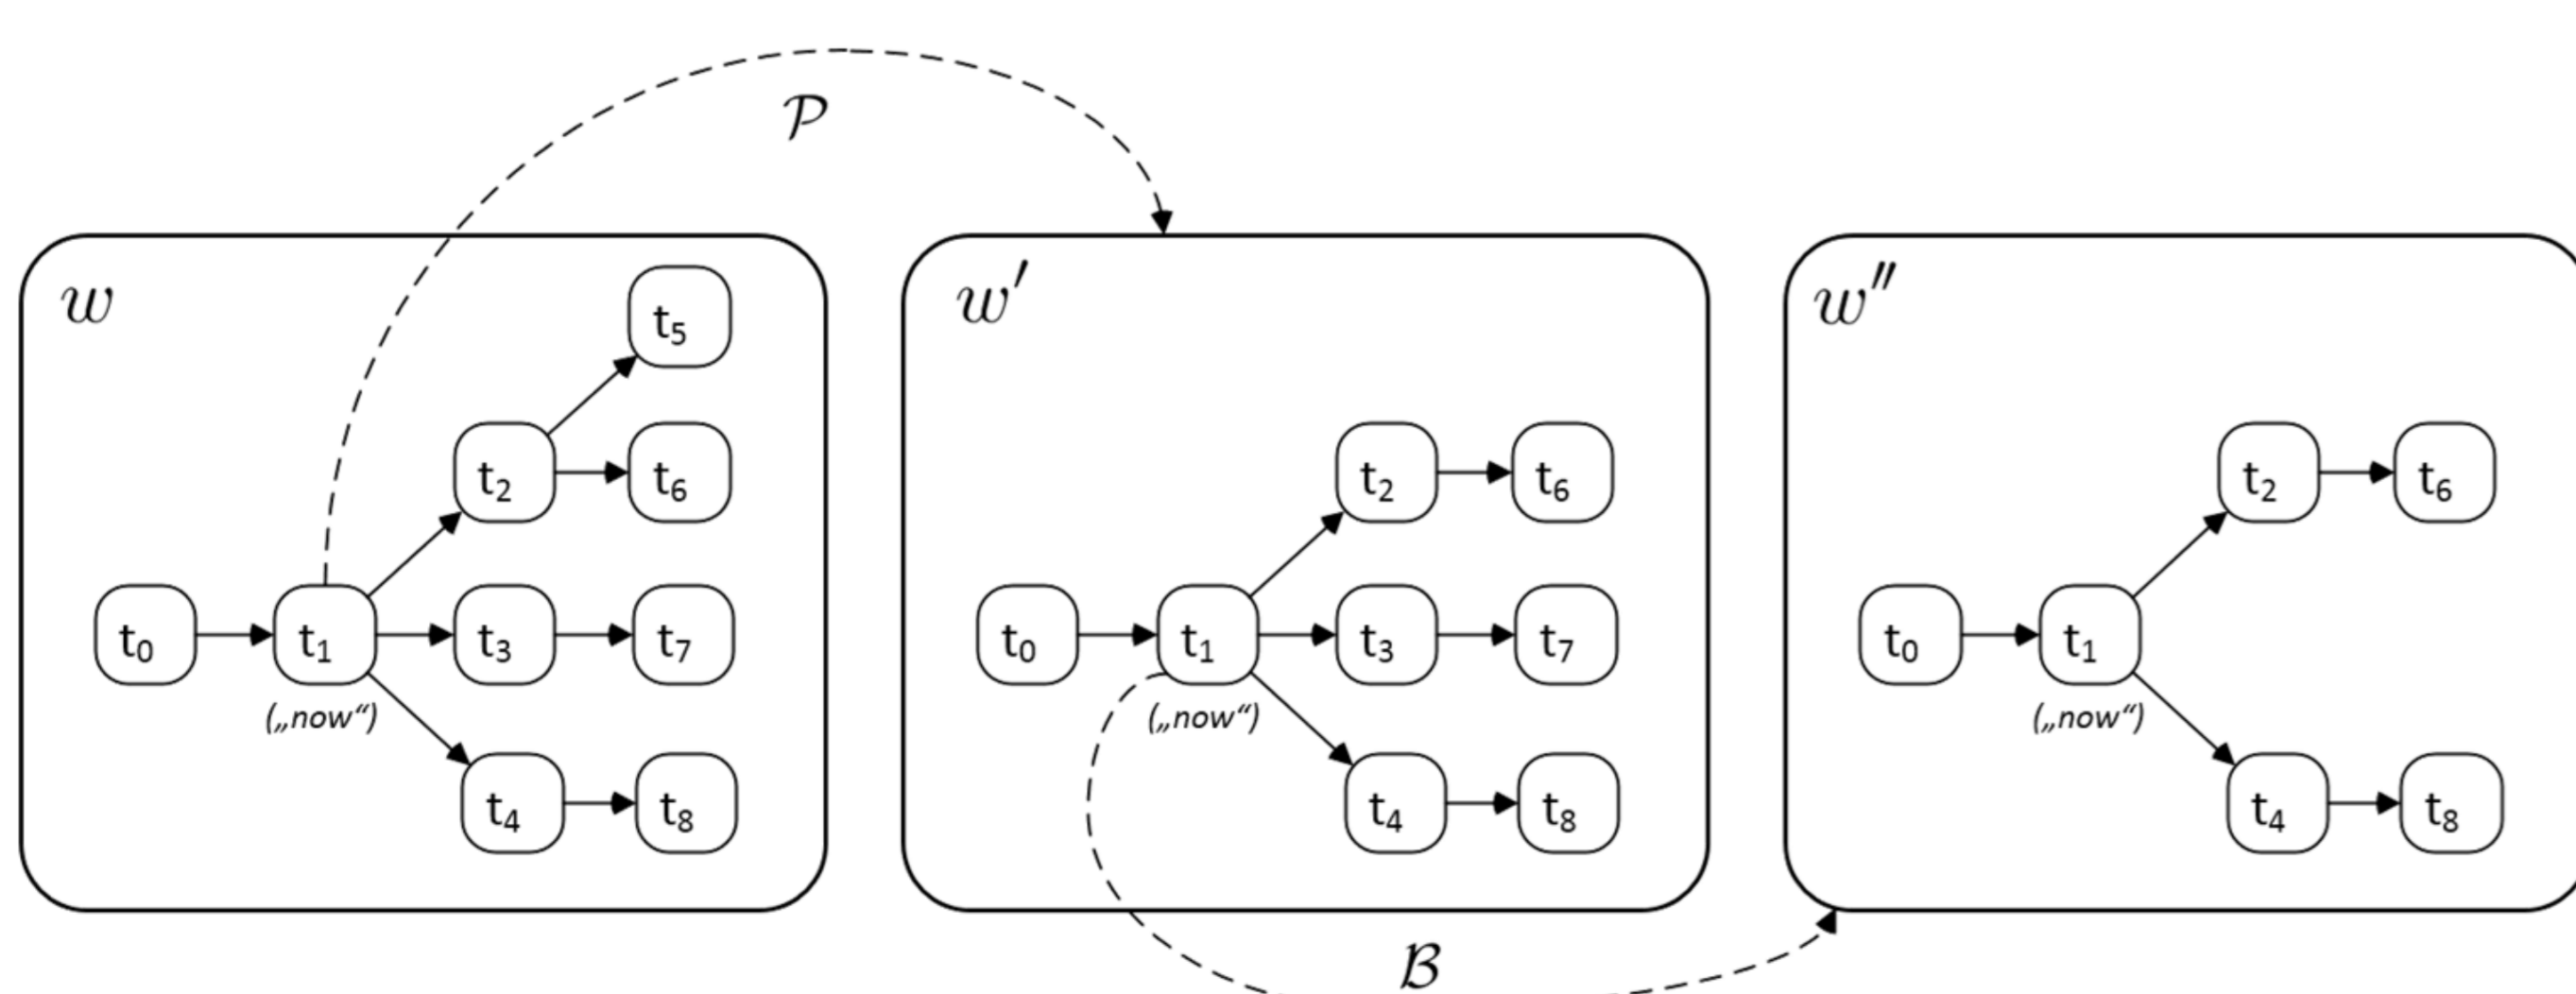 𝒫
w
t₅
t₂ t₆
t₀ t₁ t₃ t₇
(„now“)
t₄ t₈
w′
t₂ t₆
t₀ t₁ t₃ t₇
(„now“)
t₄ t₈
w″
t₂ t₆
t₀ t₁
(„now“)
t₄ t₈
ℬ